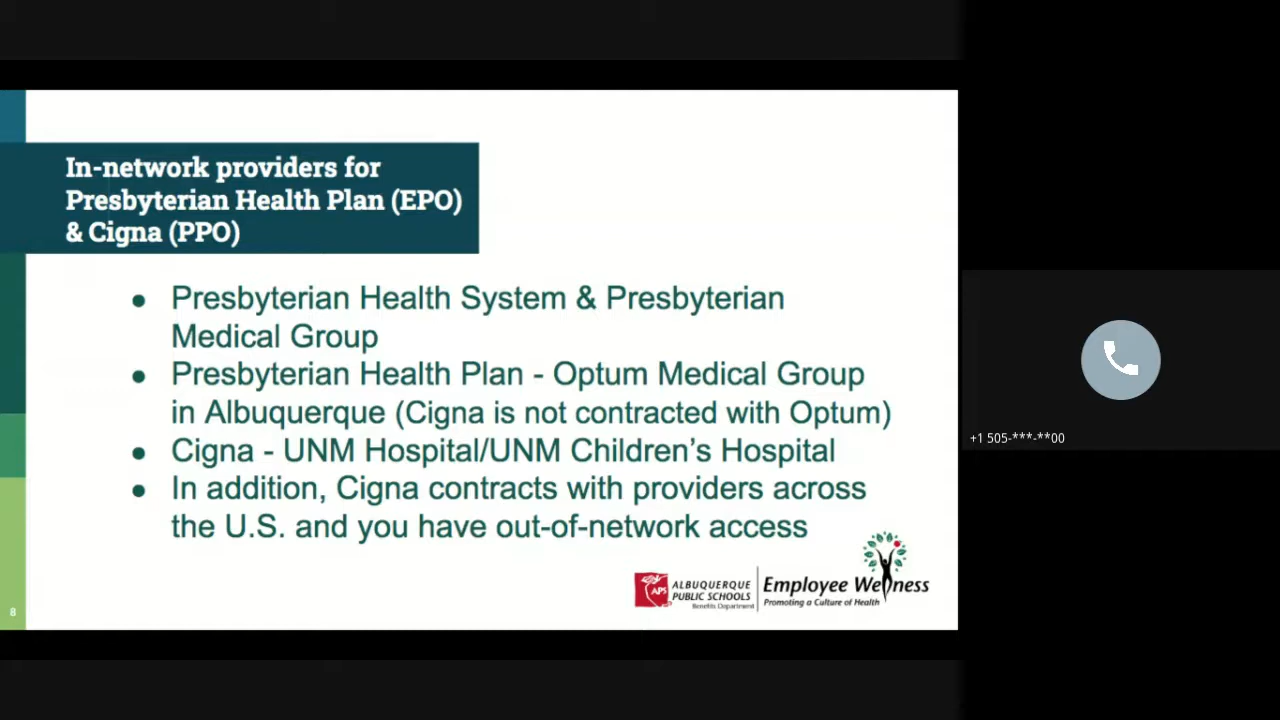 In-network providers for
Presbyterian Health Plan (EPO)
& Cigna (PPO)
● Presbyterian Health System & Presbyterian
Medical Group
● Presbyterian Health Plan - Optum Medical Group
in Albuquerque (Cigna is not contracted with Optum)
● Cigna - UNM Hospital/UNM Children’s Hospital
● In addition, Cigna contracts with providers across
the U.S. and you have out-of-network access
APS
ALBUQUERQUE
PUBLIC SCHOOLS
Benefits Department
Employee Wellness
Promoting a Culture of Health
8
+1 505-***-**00